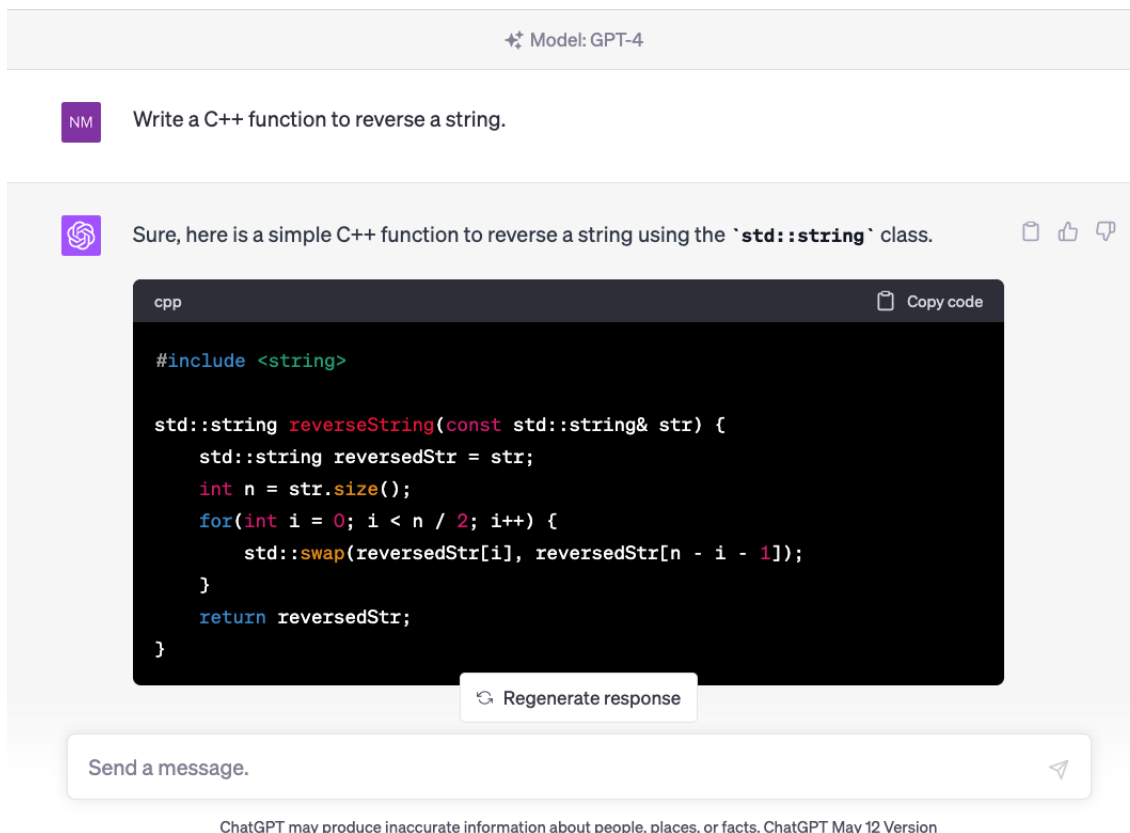 Model: GPT-4
NM
Write a C++ function to reverse a string.
Sure, here is a simple C++ function to reverse a string using the `std::string` class.
cpp
Copy code
#include <string>
std::string reverseString(const std::string& str) {
    std::string reversedStr = str;
    int n = str.size();
    for(int i = 0; i < n / 2; i++) {
        std::swap(reversedStr[i], reversedStr[n - i - 1]);
    }
    return reversedStr;
}
Regenerate response
Send a message.
ChatGPT may produce inaccurate information about people, places, or facts. ChatGPT May 12 Version